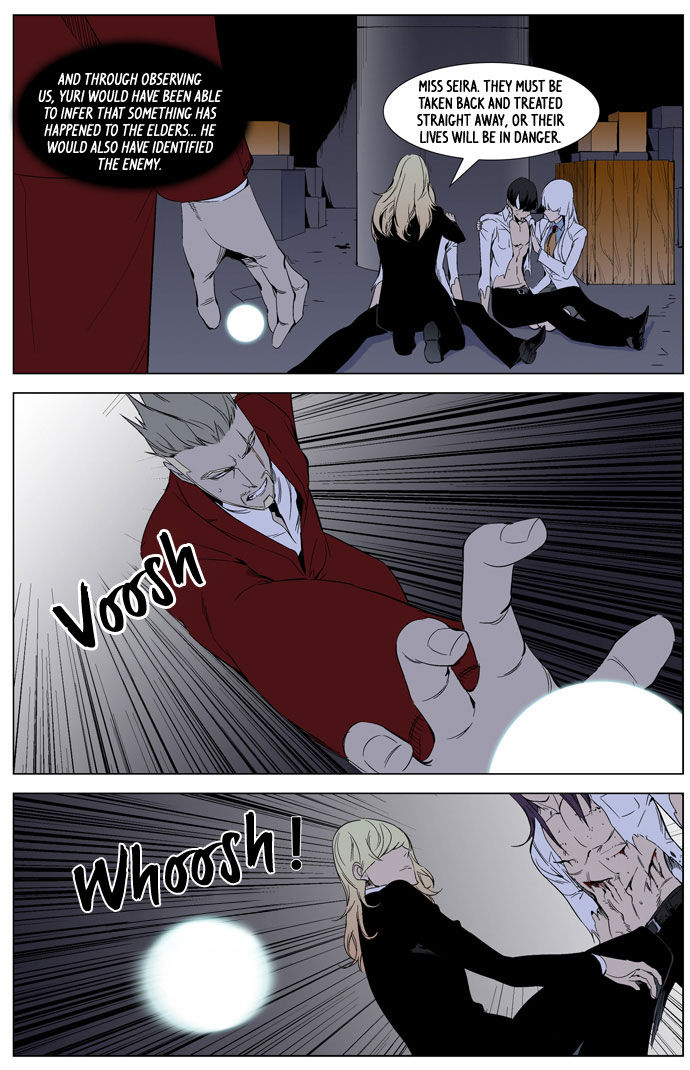 AND THROUGH OBSERVING
US, YURI WOULD HAVE BEEN ABLE
TO INFER THAT SOMETHING HAS
HAPPENED TO THE ELDERS... HE
WOULD ALSO HAVE IDENTIFIED
THE ENEMY.
MISS SEIRA. THEY MUST BE
TAKEN BACK AND TREATED
STRAIGHT AWAY, OR THEIR
LIVES WILL BE IN DANGER.
Voosh
Whoosh!